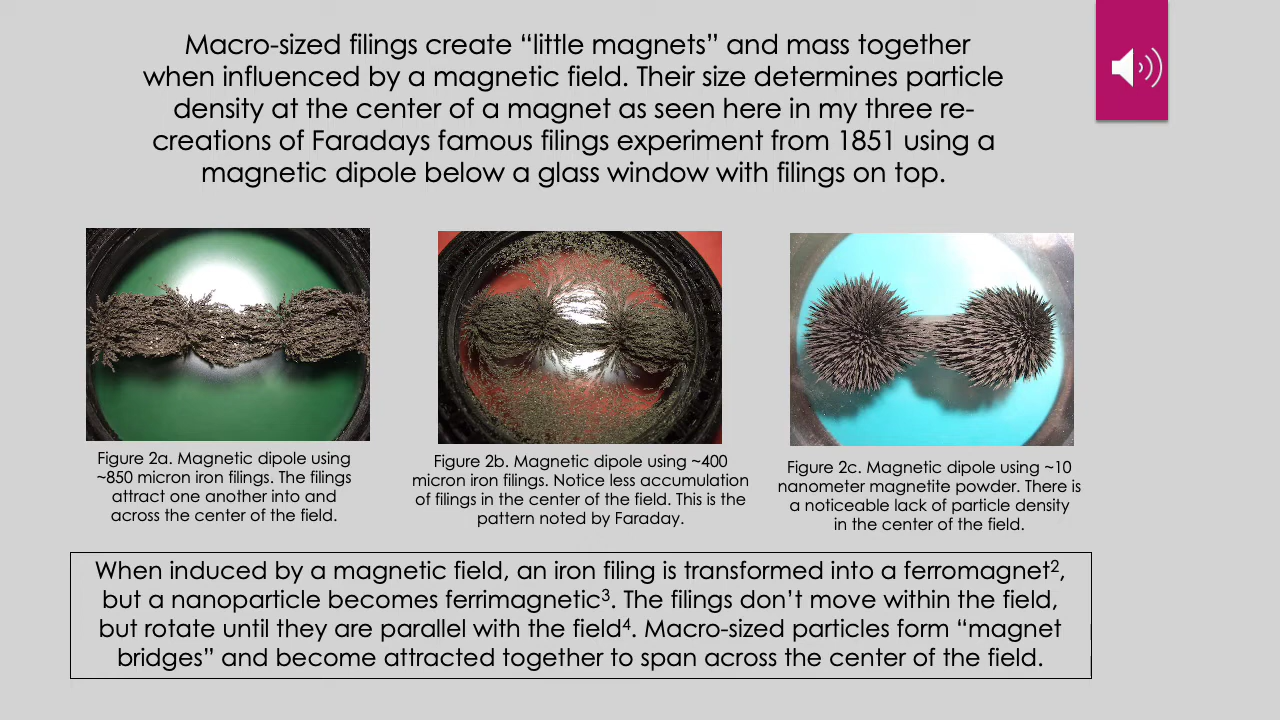 Macro-sized filings create “little magnets” and mass together
when influenced by a magnetic field. Their size determines particle
density at the center of a magnet as seen here in my three re-
creations of Faradays famous filings experiment from 1851 using a
magnetic dipole below a glass window with filings on top.
Figure 2a. Magnetic dipole using
~850 micron iron filings. The filings
attract one another into and
across the center of the field.
Figure 2b. Magnetic dipole using ~400
micron iron filings. Notice less accumulation
of filings in the center of the field. This is the
pattern noted by Faraday.
Figure 2c. Magnetic dipole using ~10
nanometer magnetite powder. There is
a noticeable lack of particle density
in the center of the field.
When induced by a magnetic field, an iron filing is transformed into a ferromagnet²,
but a nanoparticle becomes ferrimagnetic³. The filings don’t move within the field,
but rotate until they are parallel with the field⁴. Macro-sized particles form “magnet
bridges” and become attracted together to span across the center of the field.